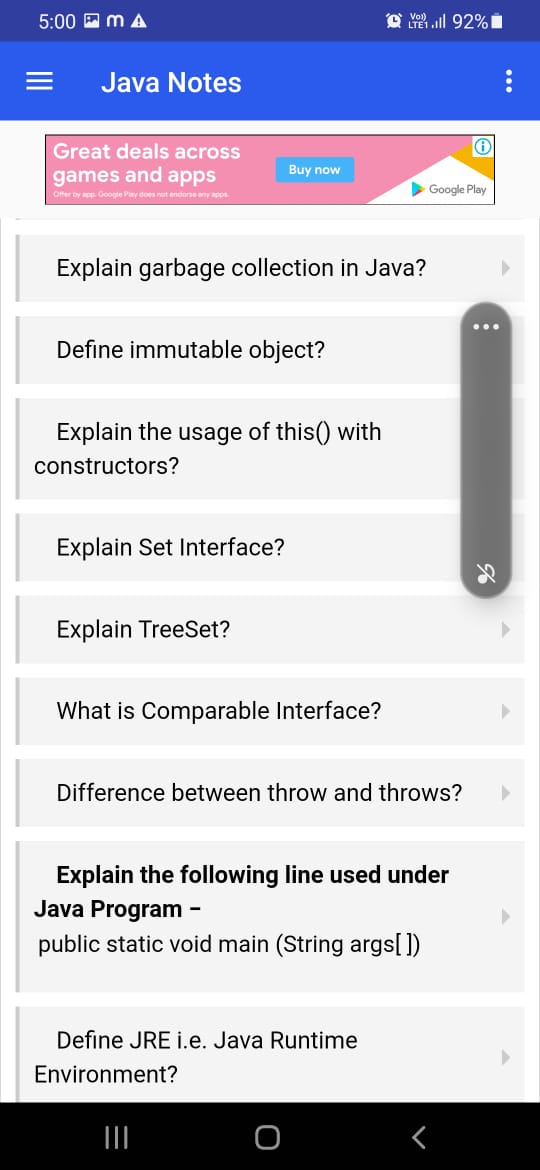 5:00
Vo))
LTE1
92%
Java Notes
Great deals across
games and apps
Offer by app. Google Play does not endorse any apps.
Buy now
Google Play
Explain garbage collection in Java?
Define immutable object?
Explain the usage of this() with
constructors?
Explain Set Interface?
Explain TreeSet?
What is Comparable Interface?
Difference between throw and throws?
Explain the following line used under
Java Program –
public static void main (String args[ ])
Define JRE i.e. Java Runtime
Environment?